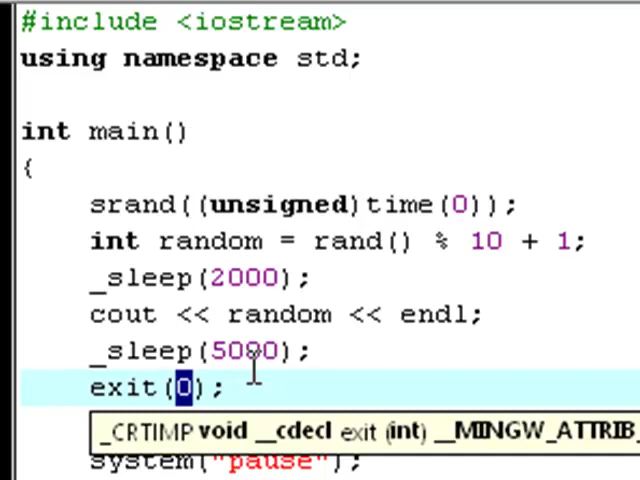 #include <iostream>
using namespace std;
int main()
{
srand((unsigned)time(0));
int random = rand() % 10 + 1;
_sleep(2000);
cout << random << endl;
_sleep(5000);
exit(0);
_CRTIMP void __cdecl exit (int) __MINGW_ATTRIB_
system("pause");